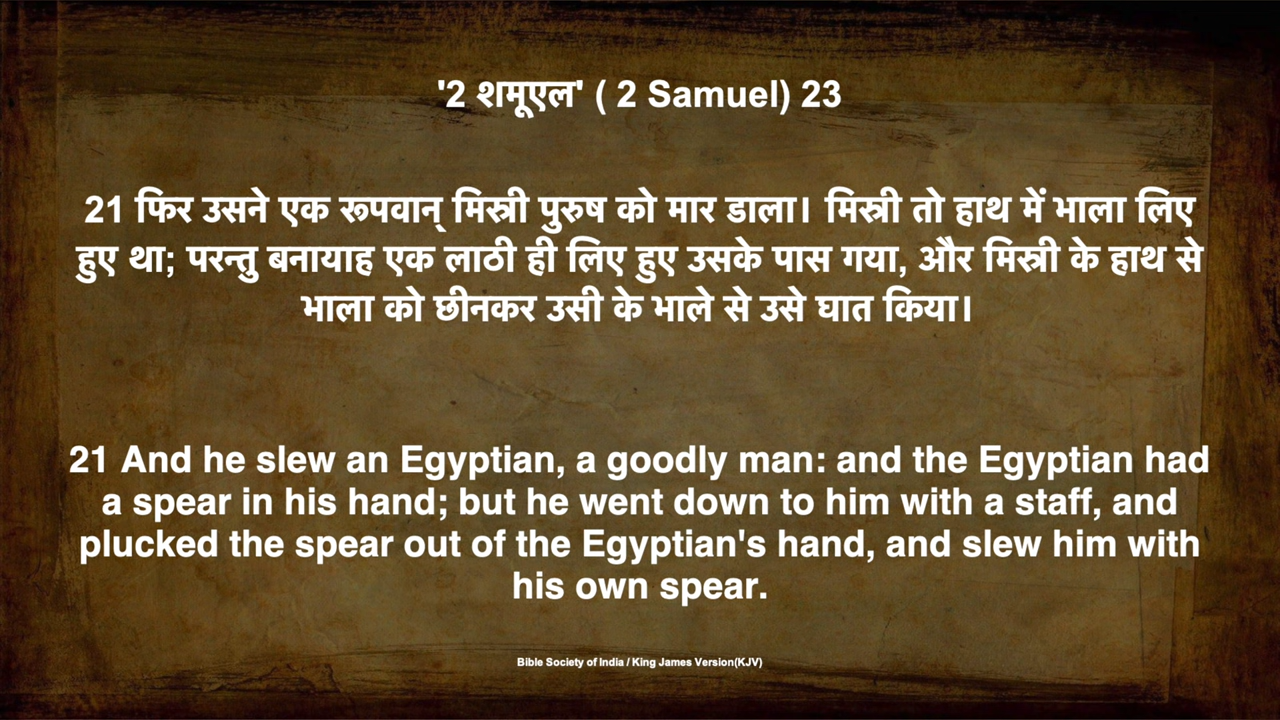 '2 शमूएल' ( 2 Samuel) 23
21 फिर उसने एक रूपवान् मिस्री पुरुष को मार डाला। मिस्री तो हाथ में भाला लिए
हुए था; परन्तु बनायाह एक लाठी ही लिए हुए उसके पास गया, और मिस्री के हाथ से
भाला को छीनकर उसी के भाले से उसे घात किया।
21 And he slew an Egyptian, a goodly man: and the Egyptian had
a spear in his hand; but he went down to him with a staff, and
plucked the spear out of the Egyptian's hand, and slew him with
his own spear.
Bible Society of India / King James Version(KJV)